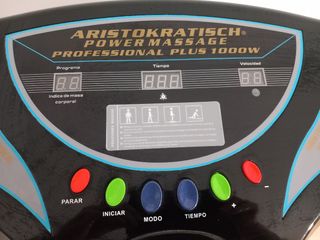 ARISTOKRATISCH®
POWER MASSAGE
PROFESSIONAL PLUS 1000W
Programa Tiempo Velocidad
Indice de masa
corporal
PARAR INICIAR MODO TIEMPO + -